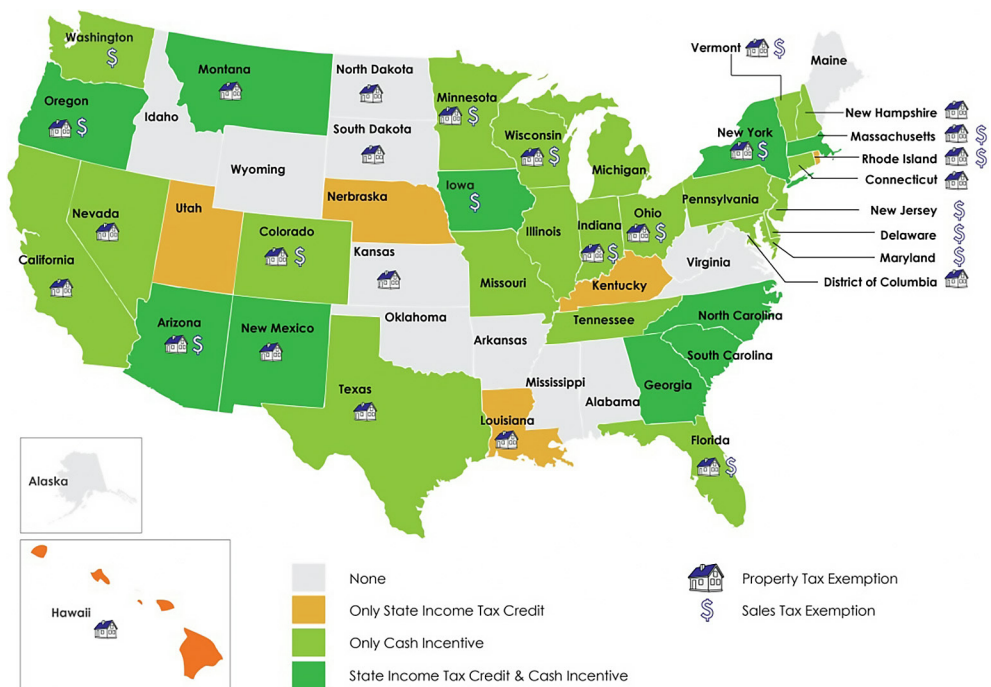 Washington
$
Montana
North Dakota
Minnesota
$
Vermont $
Maine
Oregon
$
Idaho
South Dakota
Wisconsin
$
New York
$
New Hampshire
Massachusetts $
Rhode Island $
Connecticut
Wyoming
Iowa
$
Michigan
Pennsylvania
New Jersey $
Delaware $
Maryland $
District of Columbia
Nevada
Utah
Nerbraska
Colorado
$
Illinois
Indiana
$
Ohio
$
California
Kansas
Missouri
Kentucky
Virginia
Arizona
$
New Mexico
Oklahoma
Arkansas
Tennessee
North Carolina
South Carolina
Texas
Louisiana
Mississippi
Alabama
Georgia
Florida
$
Alaska
Hawaii
None
Only State Income Tax Credit
Only Cash Incentive
State Income Tax Credit & Cash Incentive
Property Tax Exemption
$ Sales Tax Exemption